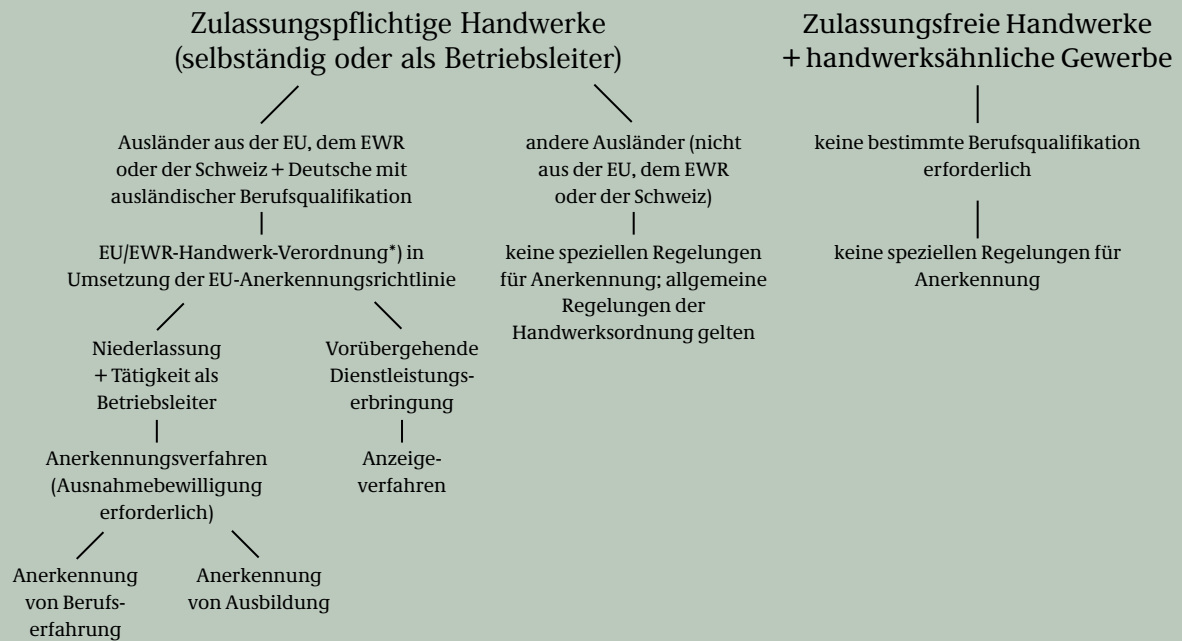 Zulassungspflichtige Handwerke
(selbständig oder als Betriebsleiter)
Ausländer aus der EU, dem EWR
oder der Schweiz + Deutsche mit
ausländischer Berufsqualifikation
EU/EWR-Handwerk-Verordnung*) in
Umsetzung der EU-Anerkennungsrichtlinie
Niederlassung
+ Tätigkeit als
Betriebsleiter
Anerkennungsverfahren
(Ausnahmebewilligung
erforderlich)
Anerkennung
von Berufs-
erfahrung
Anerkennung
von Ausbildung
Vorübergehende
Dienstleistungs-
erbringung
Anzeige-
verfahren
andere Ausländer (nicht
aus der EU, dem EWR
oder der Schweiz)
keine speziellen Regelungen
für Anerkennung; allgemeine
Regelungen der
Handwerksordnung gelten
Zulassungsfreie Handwerke
+ handwerksähnliche Gewerbe
keine bestimmte Berufsqualifikation
erforderlich
keine speziellen Regelungen für
Anerkennung